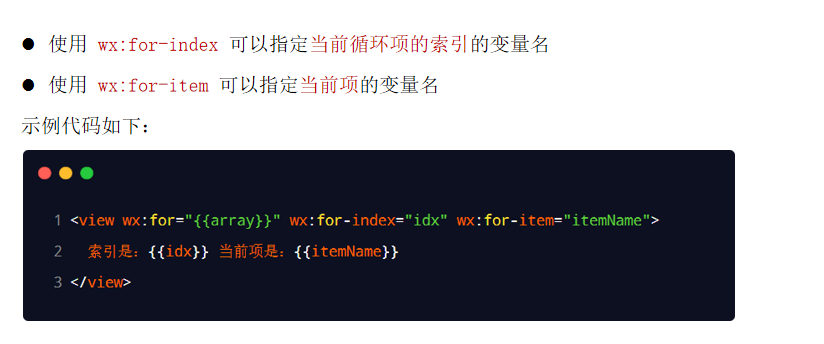 ● 使用 wx:for-index 可以指定当前循环项的索引的变量名
● 使用 wx:for-item 可以指定当前项的变量名
示例代码如下：
1 <view wx:for="{{array}}" wx:for-index="idx" wx:for-item="itemName">
2   索引是：{{idx}} 当前项是：{{itemName}}
3 </view>